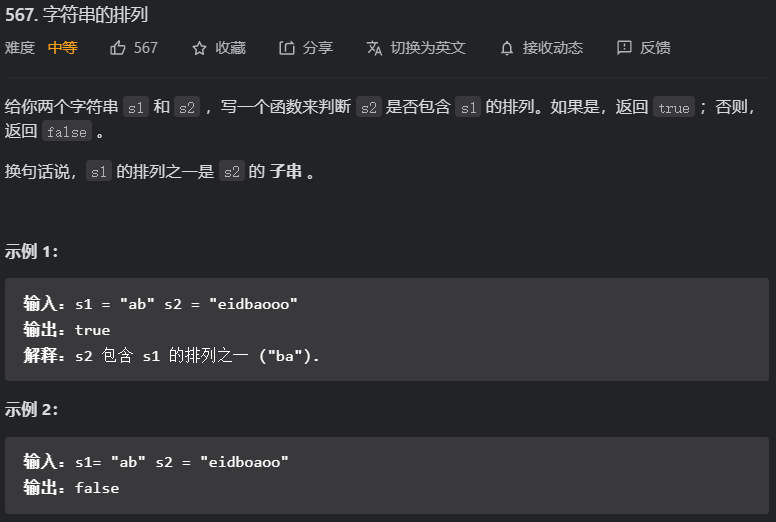 567. 字符串的排列
难度 中等 567 收藏 分享 切换为英文 接收动态 反馈
给你两个字符串 s1 和 s2 ，写一个函数来判断 s2 是否包含 s1 的排列。如果是，返回 true ；否则，
返回 false 。
换句话说，s1 的排列之一是 s2 的 子串 。
示例 1：
输入：s1 = "ab" s2 = "eidbaooo"
输出：true
解释：s2 包含 s1 的排列之一 ("ba").
示例 2：
输入：s1= "ab" s2 = "eidboaoo"
输出：false